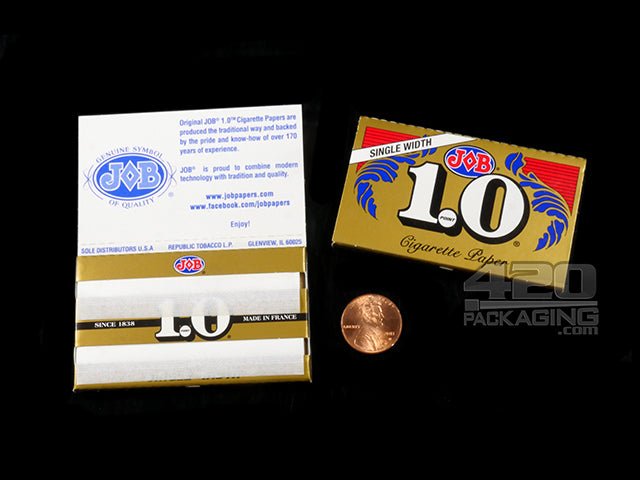 Original JOB® 1.0™ Cigarette Papers are
produced the traditional way and backed
by the pride and know-how of over 170
years of experience.
JOB® is proud to combine modern
technology with tradition and quality.
www.jobpapers.com
www.facebook.com/jobpapers
Enjoy!
GENUINE SYMBOL
JOB
OF QUALITY
®
SOLE DISTRIBUTORS U.S.A REPUBLIC TOBACCO L.P. GLENVIEW, IL 60025
JOB
SINCE 1838 1.0 MADE IN FRANCE
SINGLE WIDTH
JOB
1.0
POINT
®
Cigarette Paper
LIBERTY
420
PACKAGING.com